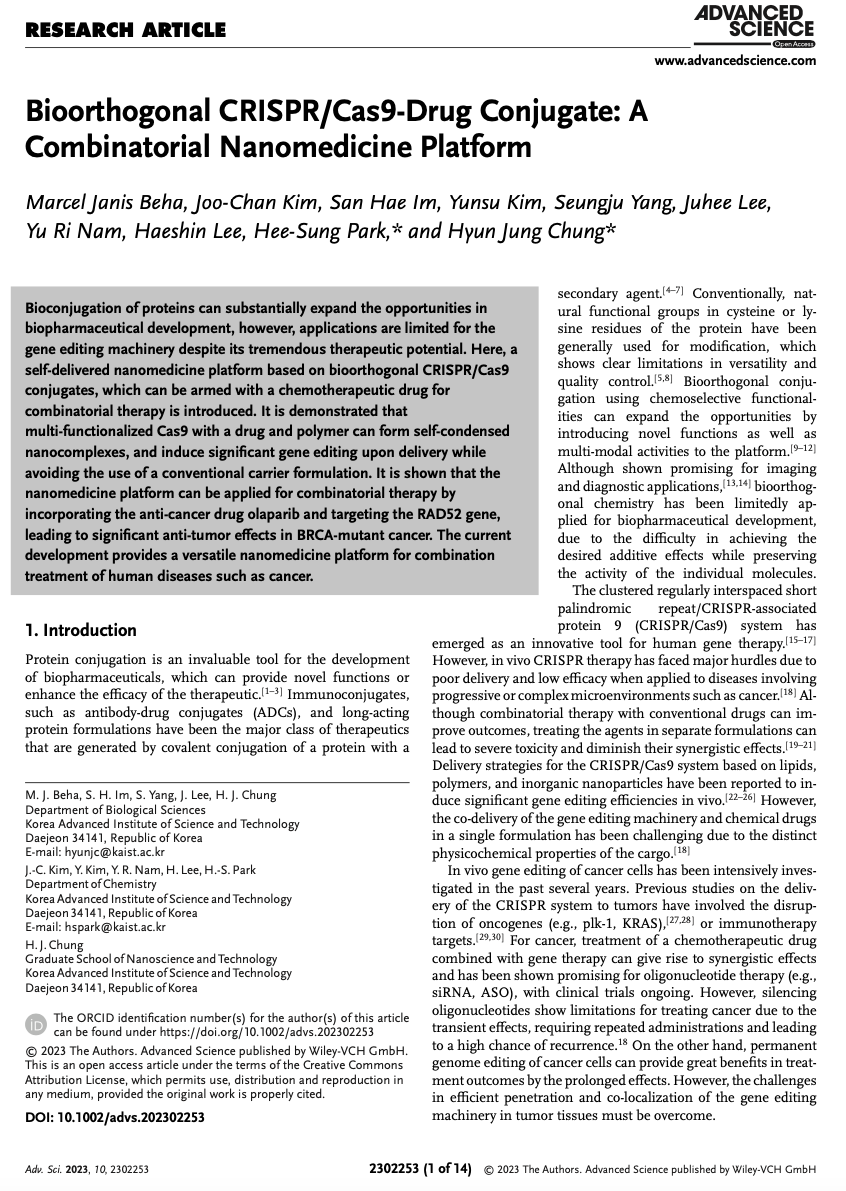 RESEARCH ARTICLE
ADVANCED
SCIENCE
Open Access
www.advancedscience.com
Bioorthogonal CRISPR/Cas9-Drug Conjugate: A
Combinatorial Nanomedicine Platform
Marcel Janis Beha, Joo-Chan Kim, San Hae Im, Yunsu Kim, Seungju Yang, Juhee Lee,
Yu Ri Nam, Haeshin Lee, Hee-Sung Park,* and Hyun Jung Chung*
Bioconjugation of proteins can substantially expand the opportunities in
biopharmaceutical development, however, applications are limited for the
gene editing machinery despite its tremendous therapeutic potential. Here, a
self-delivered nanomedicine platform based on bioorthogonal CRISPR/Cas9
conjugates, which can be armed with a chemotherapeutic drug for
combinatorial therapy is introduced. It is demonstrated that
multi-functionalized Cas9 with a drug and polymer can form self-condensed
nanocomplexes, and induce significant gene editing upon delivery while
avoiding the use of a conventional carrier formulation. It is shown that the
nanomedicine platform can be applied for combinatorial therapy by
incorporating the anti-cancer drug olaparib and targeting the RAD52 gene,
leading to significant anti-tumor effects in BRCA-mutant cancer. The current
development provides a versatile nanomedicine platform for combination
treatment of human diseases such as cancer.
1. Introduction
Protein conjugation is an invaluable tool for the development
of biopharmaceuticals, which can provide novel functions or
enhance the efficacy of the therapeutic.[1–3] Immunoconjugates,
such as antibody-drug conjugates (ADCs), and long-acting
protein formulations have been the major class of therapeutics
that are generated by covalent conjugation of a protein with a
secondary agent.[4–7] Conventionally, nat-
ural functional groups in cysteine or ly-
sine residues of the protein have been
generally used for modification, which
shows clear limitations in versatility and
quality control.[5,8] Bioorthogonal conju-
gation using chemoselective functional-
ities can expand the opportunities by
introducing novel functions as well as
multi-modal activities to the platform.[9–12]
Although shown promising for imaging
and diagnostic applications,[13,14] bioorthog-
onal chemistry has been limitedly ap-
plied for biopharmaceutical development,
due to the difficulty in achieving the
desired additive effects while preserving
the activity of the individual molecules.
The clustered regularly interspaced short
palindromic repeat/CRISPR-associated
protein 9 (CRISPR/Cas9) system has
emerged as an innovative tool for human gene therapy.[15–17]
However, in vivo CRISPR therapy has faced major hurdles due to
poor delivery and low efficacy when applied to diseases involving
progressive or complex microenvironments such as cancer.[18] Al-
though combinatorial therapy with conventional drugs can im-
prove outcomes, treating the agents in separate formulations can
lead to severe toxicity and diminish their synergistic effects.[19–21]
Delivery strategies for the CRISPR/Cas9 system based on lipids,
polymers, and inorganic nanoparticles have been reported to in-
duce significant gene editing efficiencies in vivo.[22–26] However,
the co-delivery of the gene editing machinery and chemical drugs
in a single formulation has been challenging due to the distinct
physicochemical properties of the cargo.[18]
In vivo gene editing of cancer cells has been intensively inves-
tigated in the past several years. Previous studies on the deliv-
ery of the CRISPR system to tumors have involved the disrup-
tion of oncogenes (e.g., plk-1, KRAS),[27,28] or immunotherapy
targets.[29,30] For cancer, treatment of a chemotherapeutic drug
combined with gene therapy can give rise to synergistic effects
and has been shown promising for oligonucleotide therapy (e.g.,
siRNA, ASO), with clinical trials ongoing. However, silencing
oligonucleotides show limitations for treating cancer due to the
transient effects, requiring repeated administrations and leading
to a high chance of recurrence.18 On the other hand, permanent
genome editing of cancer cells can provide great benefits in treat-
ment outcomes by the prolonged effects. However, the challenges
in efficient penetration and co-localization of the gene editing
machinery in tumor tissues must be overcome.
M. J. Beha, S. H. Im, S. Yang, J. Lee, H. J. Chung
Department of Biological Sciences
Korea Advanced Institute of Science and Technology
Daejeon 34141, Republic of Korea
E-mail: hyunjc@kaist.ac.kr
J.-C. Kim, Y. Kim, Y. R. Nam, H. Lee, H.-S. Park
Department of Chemistry
Korea Advanced Institute of Science and Technology
Daejeon 34141, Republic of Korea
E-mail: hspark@kaist.ac.kr
H. J. Chung
Graduate School of Nanoscience and Technology
Korea Advanced Institute of Science and Technology
Daejeon 34141, Republic of Korea
iD
The ORCID identification number(s) for the author(s) of this article
can be found under https://doi.org/10.1002/advs.202302253
© 2023 The Authors. Advanced Science published by Wiley-VCH GmbH.
This is an open access article under the terms of the Creative Commons
Attribution License, which permits use, distribution and reproduction in
any medium, provided the original work is properly cited.
DOI: 10.1002/advs.202302253
Adv. Sci. 2023, 10, 2302253
2302253 (1 of 14)
© 2023 The Authors. Advanced Science published by Wiley-VCH GmbH